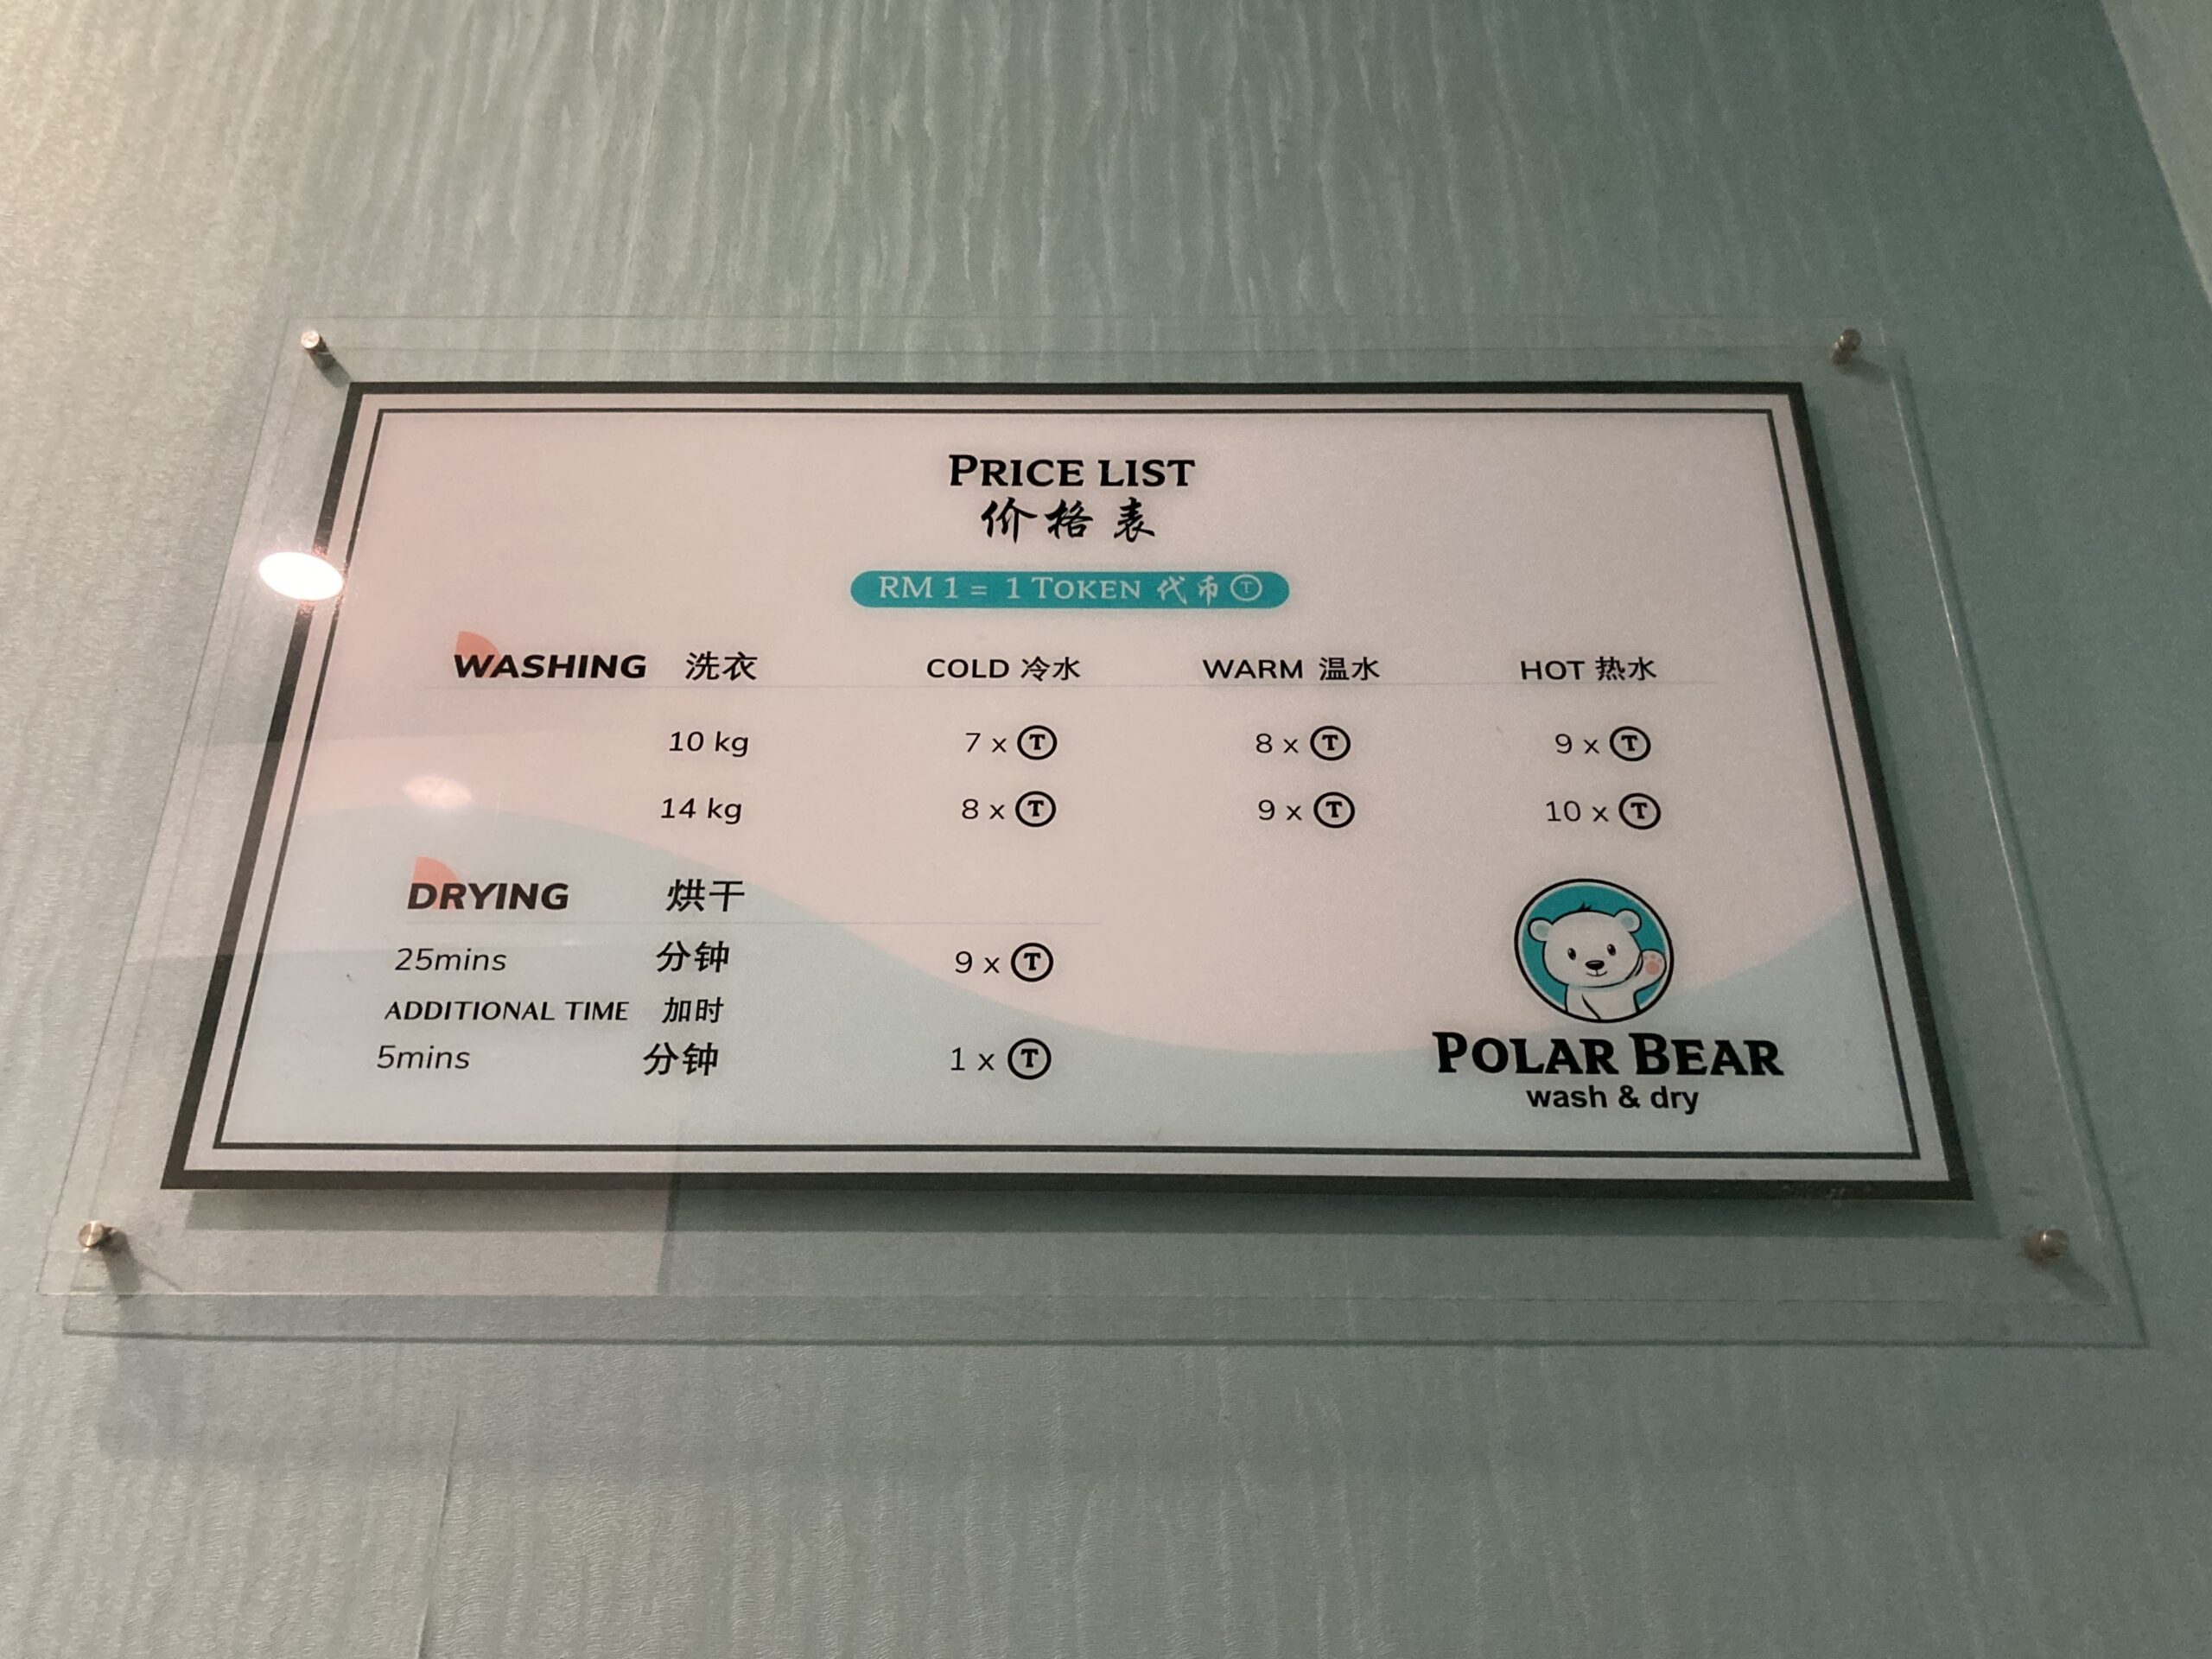 PRICE LIST
价格表
RM 1 = 1 TOKEN 代币 T
WASHING 洗衣 COLD 冷水 WARM 温水 HOT 热水
10 kg 7 x T 8 x T 9 x T
14 kg 8 x T 9 x T 10 x T
DRYING 烘干
25mins 分钟 9 x T
ADDITIONAL TIME 加时
5mins 分钟 1 x T
POLAR BEAR
wash & dry